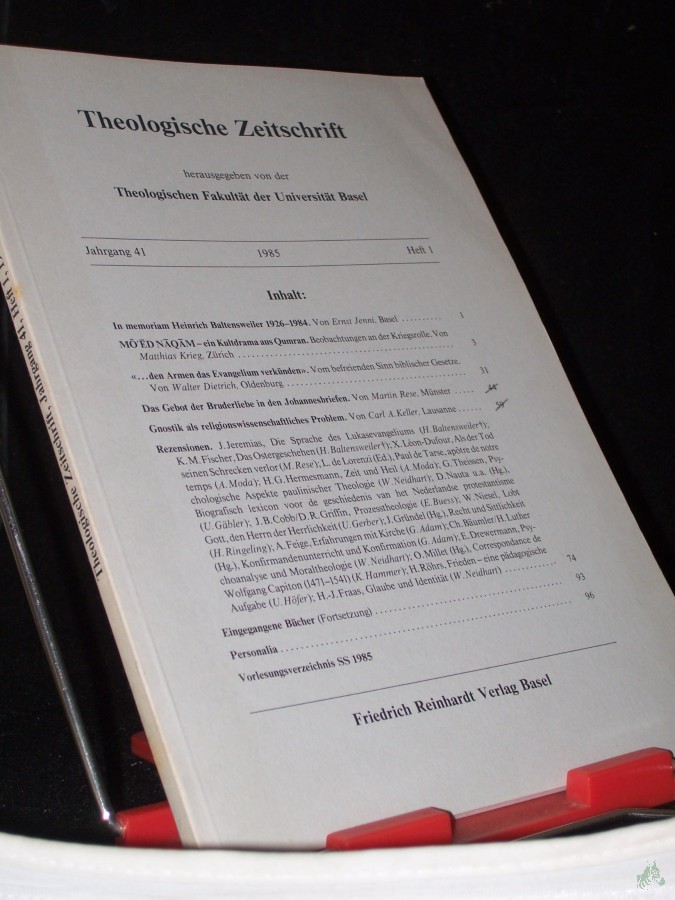 Theologische Zeitschrift
herausgegeben von der
Theologischen Fakultät der Universität Basel
Jahrgang 41 1985 Heft 1
Inhalt:
In memoriam Heinrich Baltensweiler 1926–1984. Von Ernst Jenni, Basel .......... 1
MÔʿĒD NĀQĀM – ein Kultdrama aus Qumran. Beobachtungen an der Kriegsrolle. Von
Matthias Krieg, Zürich .......... 3
«…den Armen das Evangelium verkünden». Vom befreienden Sinn biblischer Gesetze.
Von Walter Dietrich, Oldenburg .......... 31
Das Gebot der Bruderliebe in den Johannesbriefen. Von Martin Rese, Münster .....
Gnostik als religionswissenschaftliches Problem. Von Carl A. Keller, Lausanne .....
Rezensionen. J. Jeremias, Die Sprache des Lukasevangeliums (H. Baltensweiler†);
K. M. Fischer, Das Ostergeschehen (H. Baltensweiler†); X. Léon-Dufour, Als der Tod
seinen Schrecken verlor (M. Rese); L. de Lorenzi (Ed.), Paul de Tarse, apôtre de notre
temps (A. Moda); H. G. Hermesmann, Zeit und Heil (A. Moda); G. Theissen, Psy-
chologische Aspekte paulinischer Theologie (W. Neidhart); D. Nauta u.a. (Hg.),
Biografisch lexicon voor de geschiedenis van het Nederlandse protestantisme
(U. Gäbler); J. B. Cobb/D. R. Griffin, Prozesstheologie (E. Buess); W. Niesel, Lobt
Gott, den Herrn der Herrlichkeit (U. Gerber); J. Gründel (Hg.), Recht und Sittlichkeit
(H. Ringeling); A. Feige, Erfahrungen mit Kirche (G. Adam); Ch. Bäumler/H. Luther
(Hg.), Konfirmandenunterricht und Konfirmation (G. Adam); E. Drewermann, Psy-
choanalyse und Moraltheologie (W. Neidhart); O. Millet (Hg.), Correspondance de
Wolfgang Capiton (1471–1541) (K. Hammer); H. Röhrs, Frieden – eine pädagogische
Aufgabe (U. Höfer); H.-J. Fraas, Glaube und Identität (W. Neidhart) .......... 74
Eingegangene Bücher (Fortsetzung) .......... 93
Personalia .......... 96
Vorlesungsverzeichnis SS 1985
Friedrich Reinhardt Verlag Basel
Theologische Zeitschrift, Jahrgang 41, Heft 1,